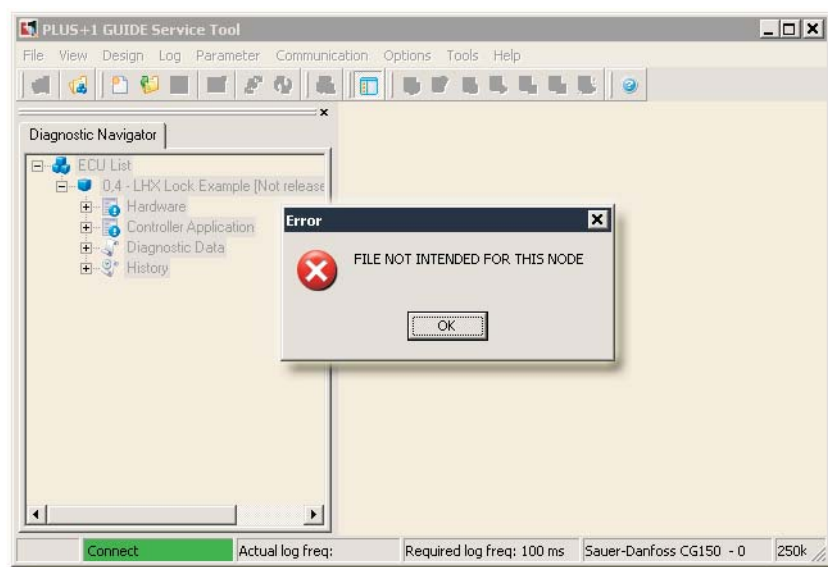 PLUS+1 GUIDE Service Tool
File View Design Log Parameter Communication Options Tools Help
Diagnostic Navigator
ECU List
0,4 - LHX Lock Example [Not release
Hardware
Controller Application
Diagnostic Data
History
Error
FILE NOT INTENDED FOR THIS NODE
OK
Connect Actual log freq: Required log freq: 100 ms Sauer-Danfoss CG150 - 0 250k